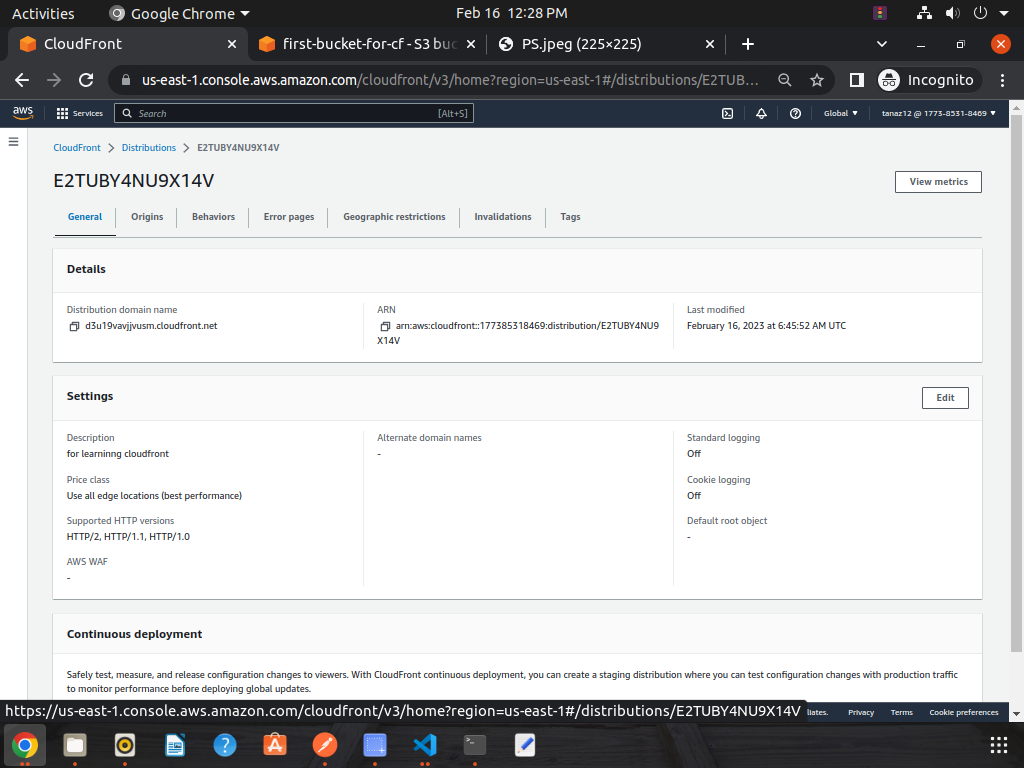 Activities Google Chrome Feb 16 12:28 PM
CloudFront first-bucket-for-cf - S3 buc PS.jpeg (225×225)
us-east-1.console.aws.amazon.com/cloudfront/v3/home?region=us-east-1#/distributions/E2TUB... Incognito
aws Services Search [Alt+S] Global tanaz12 @ 1773-8531-8469
CloudFront Distributions E2TUBY4NU9X14V
E2TUBY4NU9X14V View metrics
General Origins Behaviors Error pages Geographic restrictions Invalidations Tags
Details
Distribution domain name
d3u19vavjjvusm.cloudfront.net
ARN
arn:aws:cloudfront::177385318469:distribution/E2TUBY4NU9
X14V
Last modified
February 16, 2023 at 6:45:52 AM UTC
Settings Edit
Description
for learninng cloudfront
Price class
Use all edge locations (best performance)
Supported HTTP versions
HTTP/2, HTTP/1.1, HTTP/1.0
AWS WAF
-
Alternate domain names
-
Standard logging
Off
Cookie logging
Off
Default root object
-
Continuous deployment
Safely test, measure, and release configuration changes to viewers. With CloudFront continuous deployment, you can create a staging distribution where you can test configuration changes with production traffic
to monitor performance before deploying global updates.
https://us-east-1.console.aws.amazon.com/cloudfront/v3/home?region=us-east-1#/distributions/E2TUBY4NU9X14V liates. Privacy Terms Cookie preferences